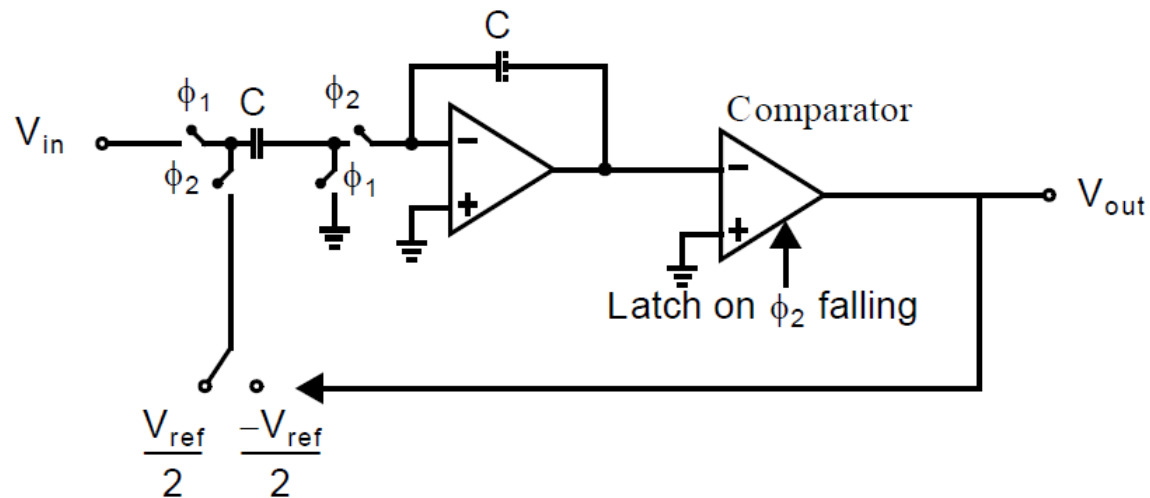 C
ϕ1 C ϕ2
Vin
Comparator
ϕ2 ϕ1
− +
− +
Vout
Latch on ϕ2 falling
Vref/2 −Vref/2